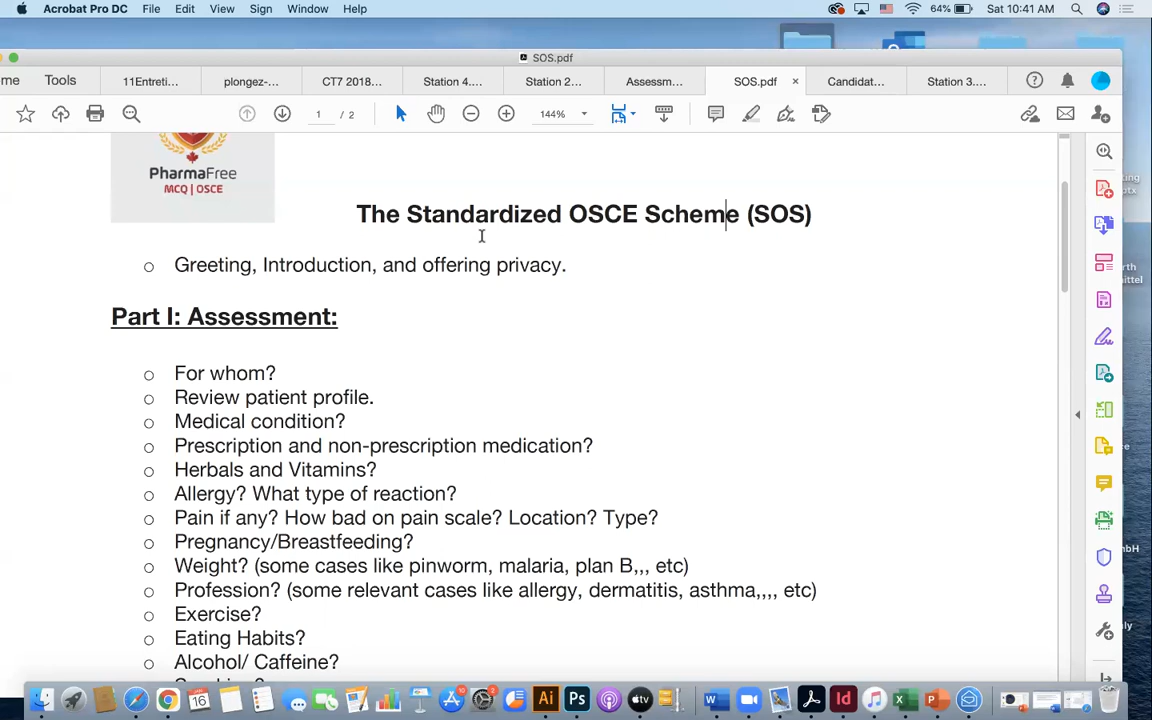 Acrobat Pro DC File Edit View Sign Window Help 64% Sat 10:41 AM
SOS.pdf
me Tools 11Entreti... plongez-... CT7 2018... Station 4.... Station 2... Assessm... SOS.pdf × Candidat... Station 3....
1 / 2 144%
PharmaFree
MCQ | OSCE
The Standardized OSCE Scheme (SOS)
Greeting, Introduction, and offering privacy.
Part I: Assessment:
For whom?
Review patient profile.
Medical condition?
Prescription and non-prescription medication?
Herbals and Vitamins?
Allergy? What type of reaction?
Pain if any? How bad on pain scale? Location? Type?
Pregnancy/Breastfeeding?
Weight? (some cases like pinworm, malaria, plan B,,, etc)
Profession? (some relevant cases like allergy, dermatitis, asthma,,,, etc)
Exercise?
Eating Habits?
Alcohol/ Caffeine?